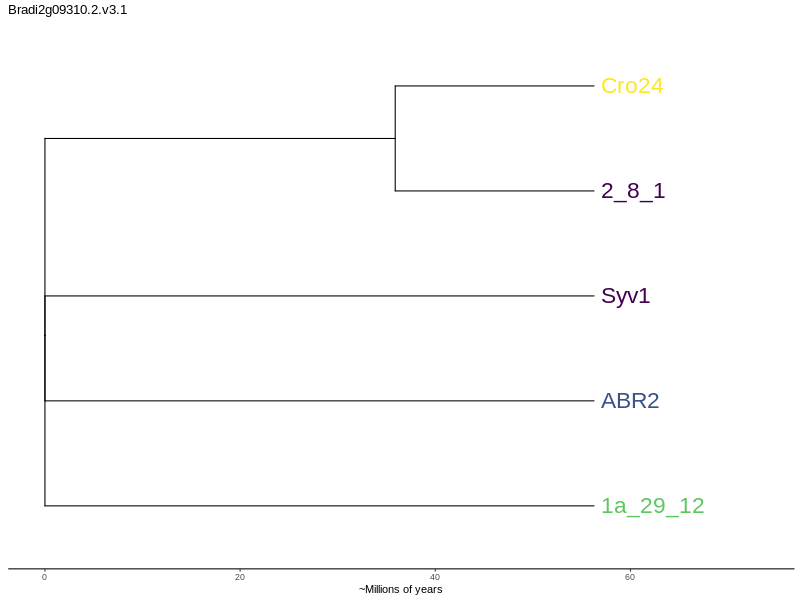 Bradi2g09310.2.v3.1
Cro24
2_8_1
Syv1
ABR2
1a_29_12
0 20 40 60
~Millions of years